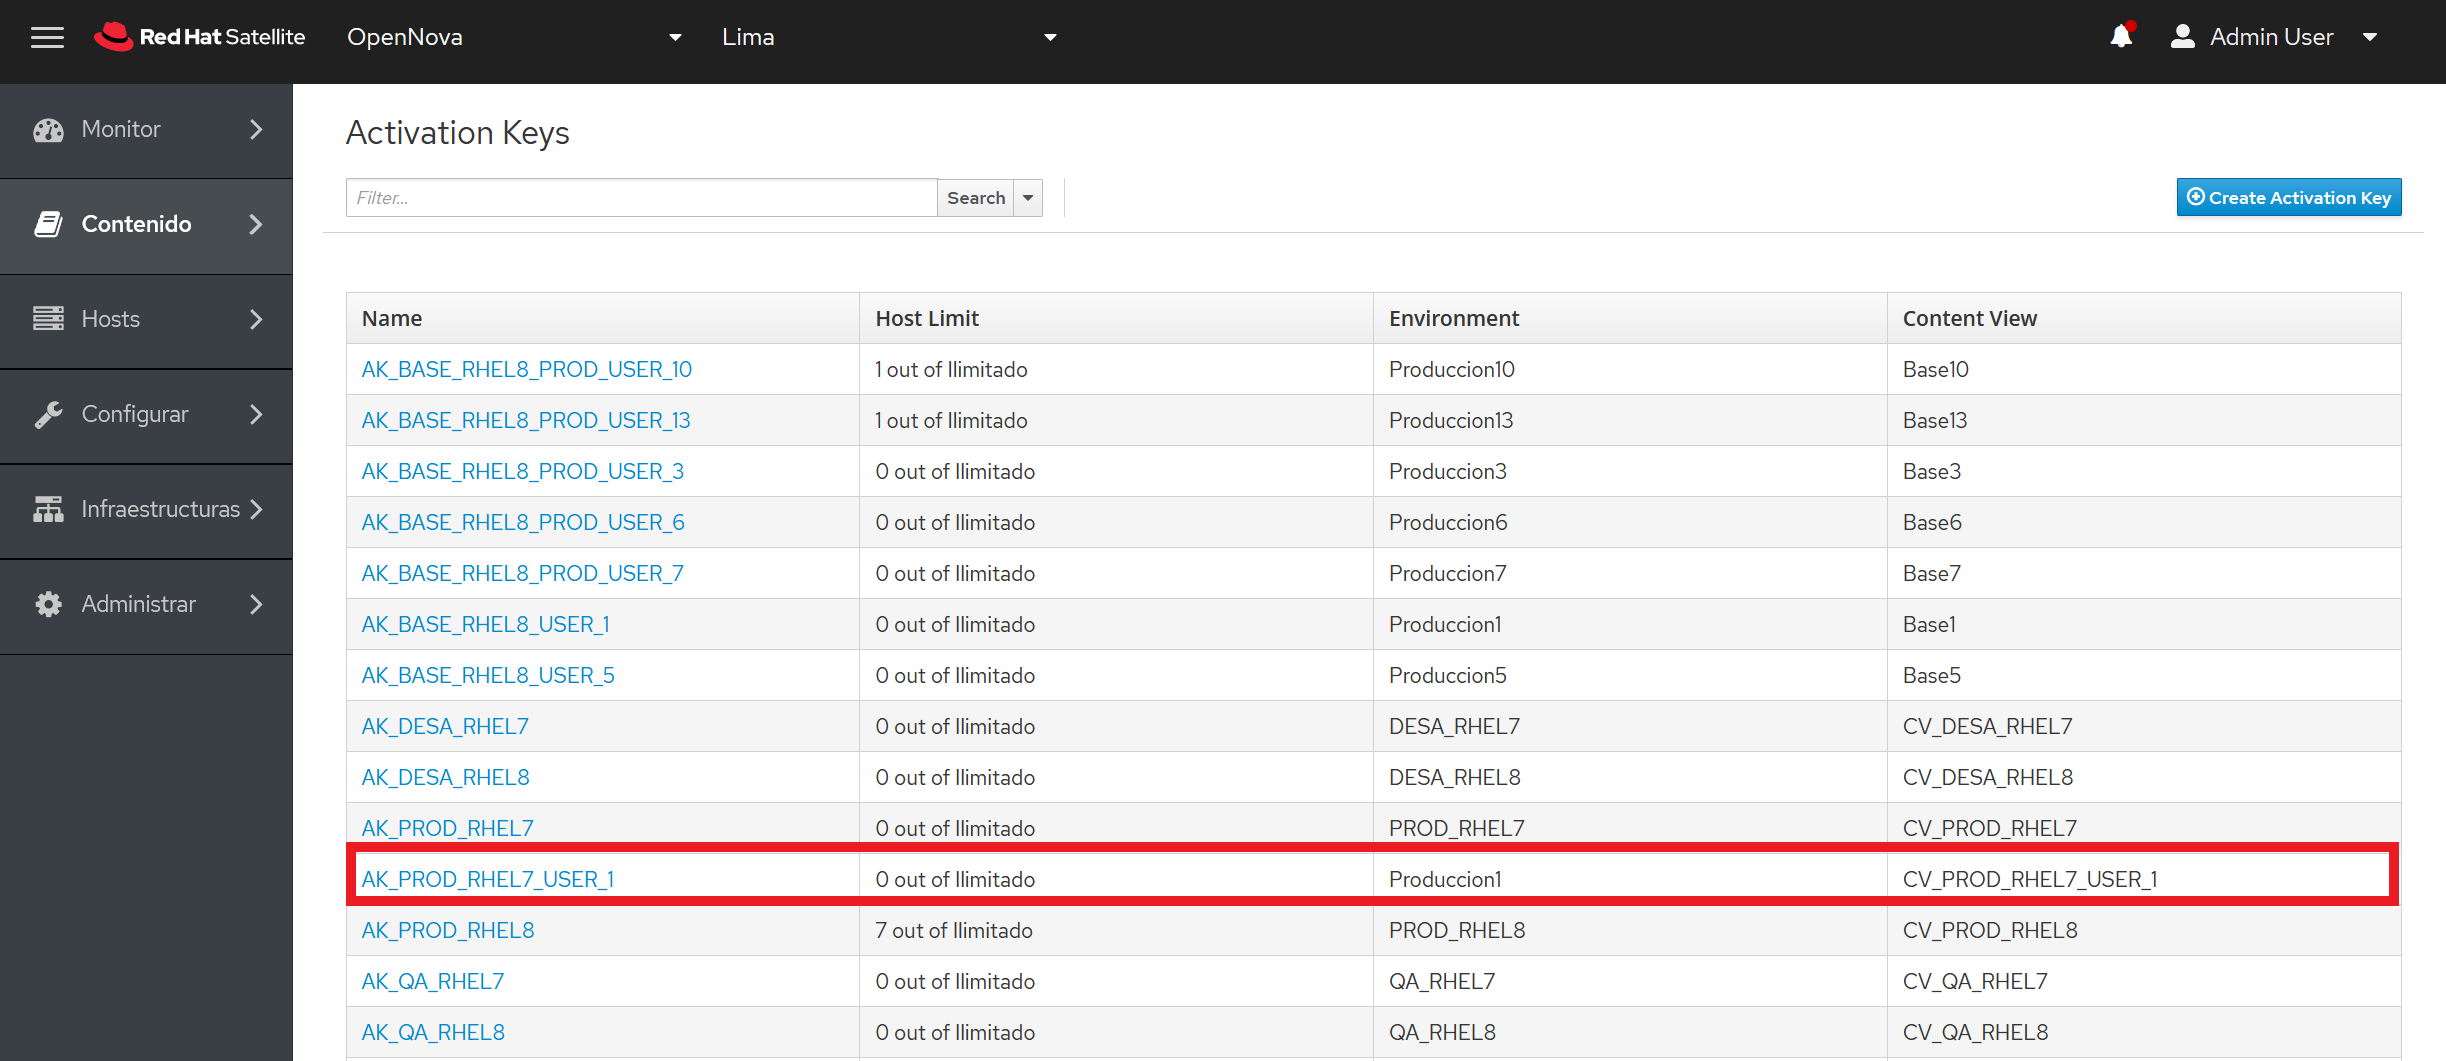 Red Hat Satellite OpenNova Lima Admin User
Monitor
Contenido
Hosts
Configurar
Infraestructuras
Administrar
Activation Keys
Filter... Search Create Activation Key
Name Host Limit Environment Content View
AK_BASE_RHEL8_PROD_USER_10 1 out of Ilimitado Produccion10 Base10
AK_BASE_RHEL8_PROD_USER_13 1 out of Ilimitado Produccion13 Base13
AK_BASE_RHEL8_PROD_USER_3 0 out of Ilimitado Produccion3 Base3
AK_BASE_RHEL8_PROD_USER_6 0 out of Ilimitado Produccion6 Base6
AK_BASE_RHEL8_PROD_USER_7 0 out of Ilimitado Produccion7 Base7
AK_BASE_RHEL8_USER_1 0 out of Ilimitado Produccion1 Base1
AK_BASE_RHEL8_USER_5 0 out of Ilimitado Produccion5 Base5
AK_DESA_RHEL7 0 out of Ilimitado DESA_RHEL7 CV_DESA_RHEL7
AK_DESA_RHEL8 0 out of Ilimitado DESA_RHEL8 CV_DESA_RHEL8
AK_PROD_RHEL7 0 out of Ilimitado PROD_RHEL7 CV_PROD_RHEL7
AK_PROD_RHEL7_USER_1 0 out of Ilimitado Produccion1 CV_PROD_RHEL7_USER_1
AK_PROD_RHEL8 7 out of Ilimitado PROD_RHEL8 CV_PROD_RHEL8
AK_QA_RHEL7 0 out of Ilimitado QA_RHEL7 CV_QA_RHEL7
AK_QA_RHEL8 0 out of Ilimitado QA_RHEL8 CV_QA_RHEL8